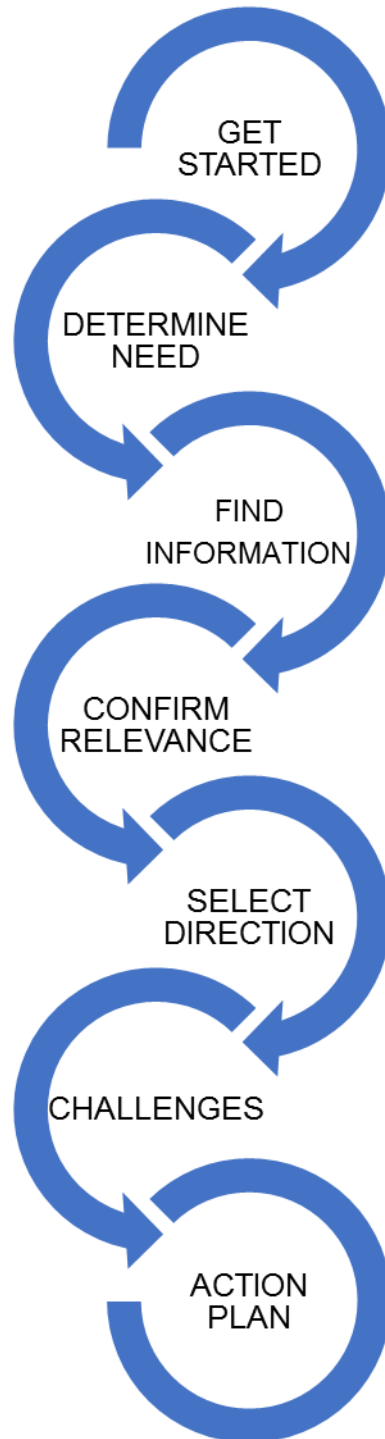 GET
STARTED
DETERMINE
NEED
FIND
INFORMATION
CONFIRM
RELEVANCE
SELECT
DIRECTION
CHALLENGES
ACTION
PLAN